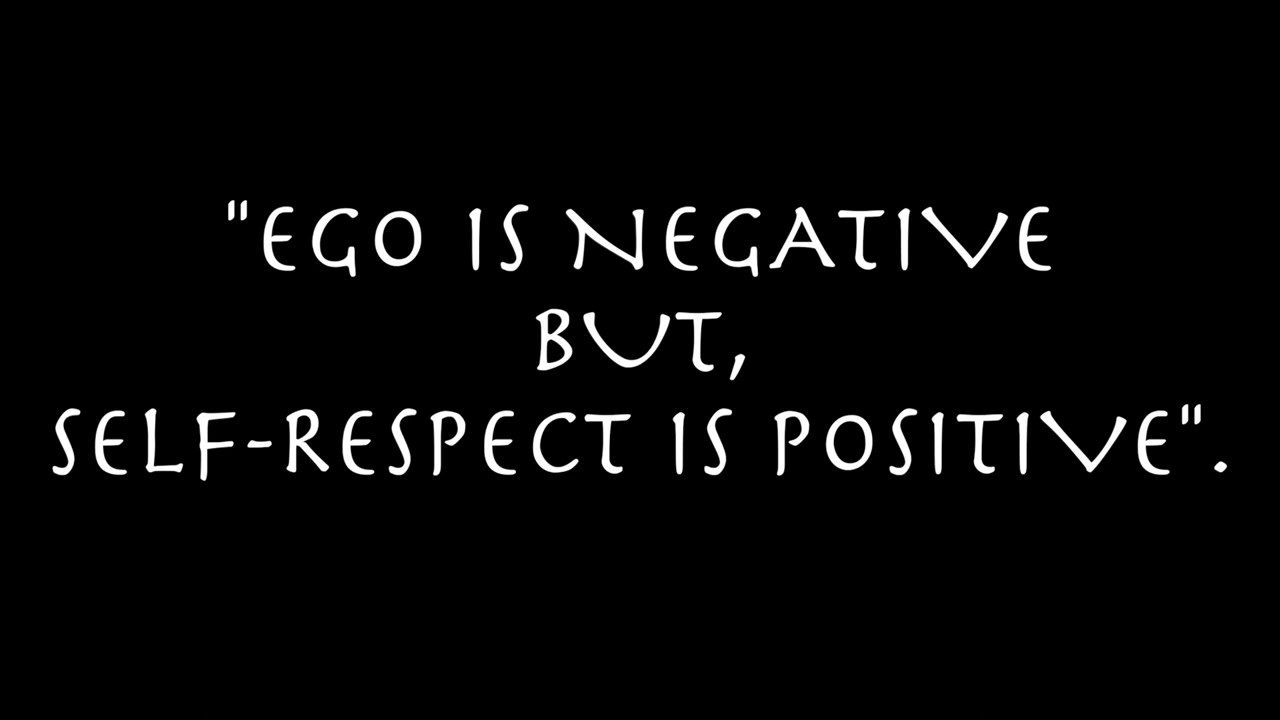 "EGO IS NEGATIVE
BUT,
SELF-RESPECT IS POSITIVE".